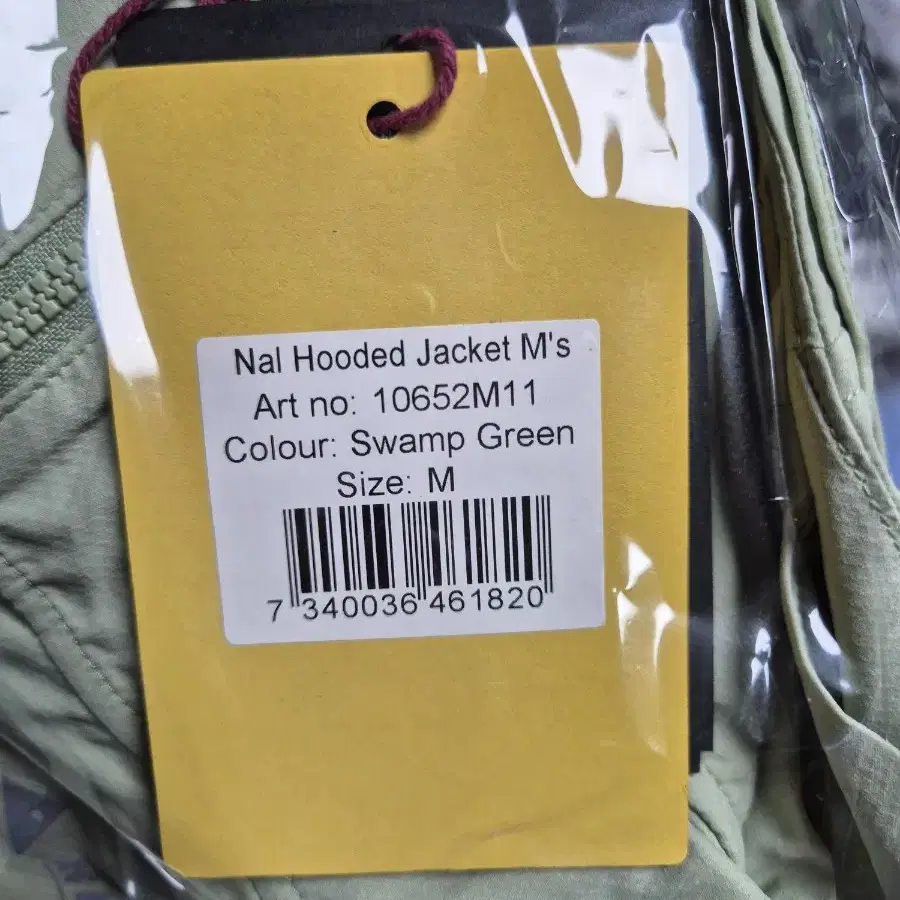 Nal Hooded Jacket M's
Art no: 10652M11
Colour: Swamp Green
Size: M
7 340036 461820